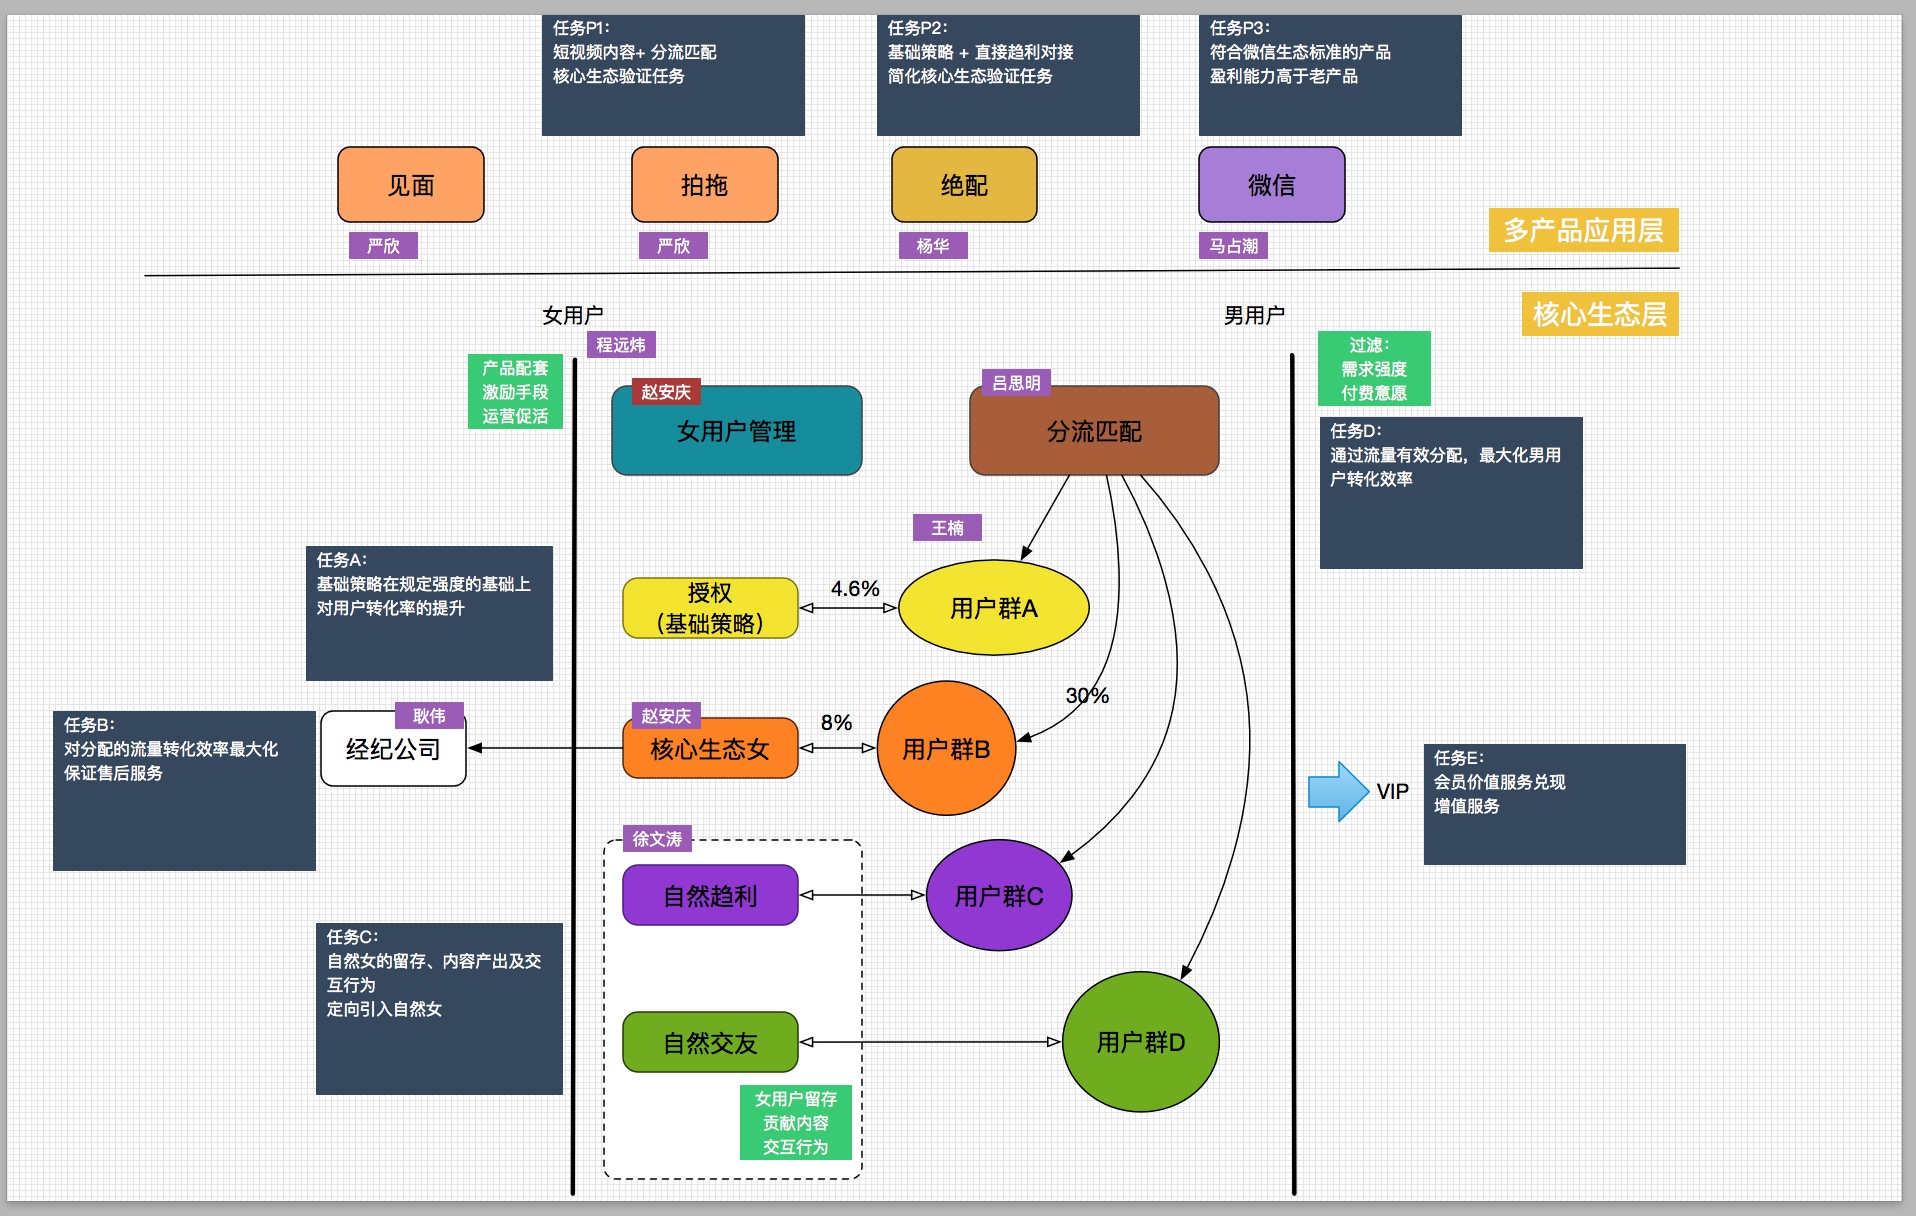 任务P1：
短视频内容+ 分流匹配
核心生态验证任务
任务P2：
基础策略 + 直接趋利对接
简化核心生态验证任务
任务P3：
符合微信生态标准的产品
盈利能力高于老产品
见面
拍拖
绝配
微信
严欣
严欣
杨华
马占潮
多产品应用层
核心生态层
女用户
男用户
程远炜
产品配套
激励手段
运营促活
赵安庆
女用户管理
吕思明
分流匹配
过滤：
需求强度
付费意愿
任务D：
通过流量有效分配，最大化男用
户转化效率
王楠
任务A：
基础策略在规定强度的基础上
对用户转化率的提升
授权
（基础策略）
4.6%
用户群A
30%
任务B：
对分配的流量转化效率最大化
保证售后服务
耿伟
经纪公司
赵安庆
核心生态女
8%
用户群B
VIP
任务E：
会员价值服务兑现
增值服务
徐文涛
自然趋利
用户群C
任务C：
自然女的留存、内容产出及交
互行为
定向引入自然女
自然交友
用户群D
女用户留存
贡献内容
交互行为